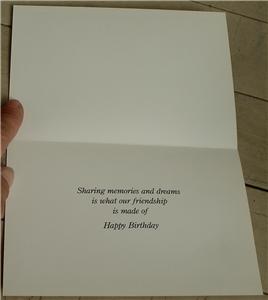 Sharing memories and dreams
is what our friendship
is made of
Happy Birthday